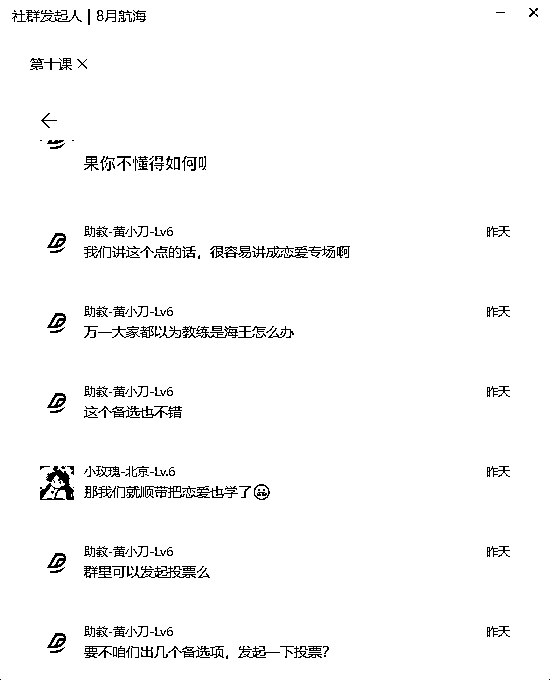 社群发起人 | 8月航海
第十课
果你不懂得如何
助教-黄小刀-Lv6 昨天
我们讲这个点的话，很容易讲成恋爱专场啊
助教-黄小刀-Lv6 昨天
万一大家都以为教练是海王怎么办
助教-黄小刀-Lv6 昨天
这个备选也不错
小玫瑰-北京-Lv.6 昨天
那我们就顺带把恋爱也学了😀
助教-黄小刀-Lv6 昨天
群里可以发起投票么
助教-黄小刀-Lv6 昨天
要不咱们出几个备选项，发起一下投票？